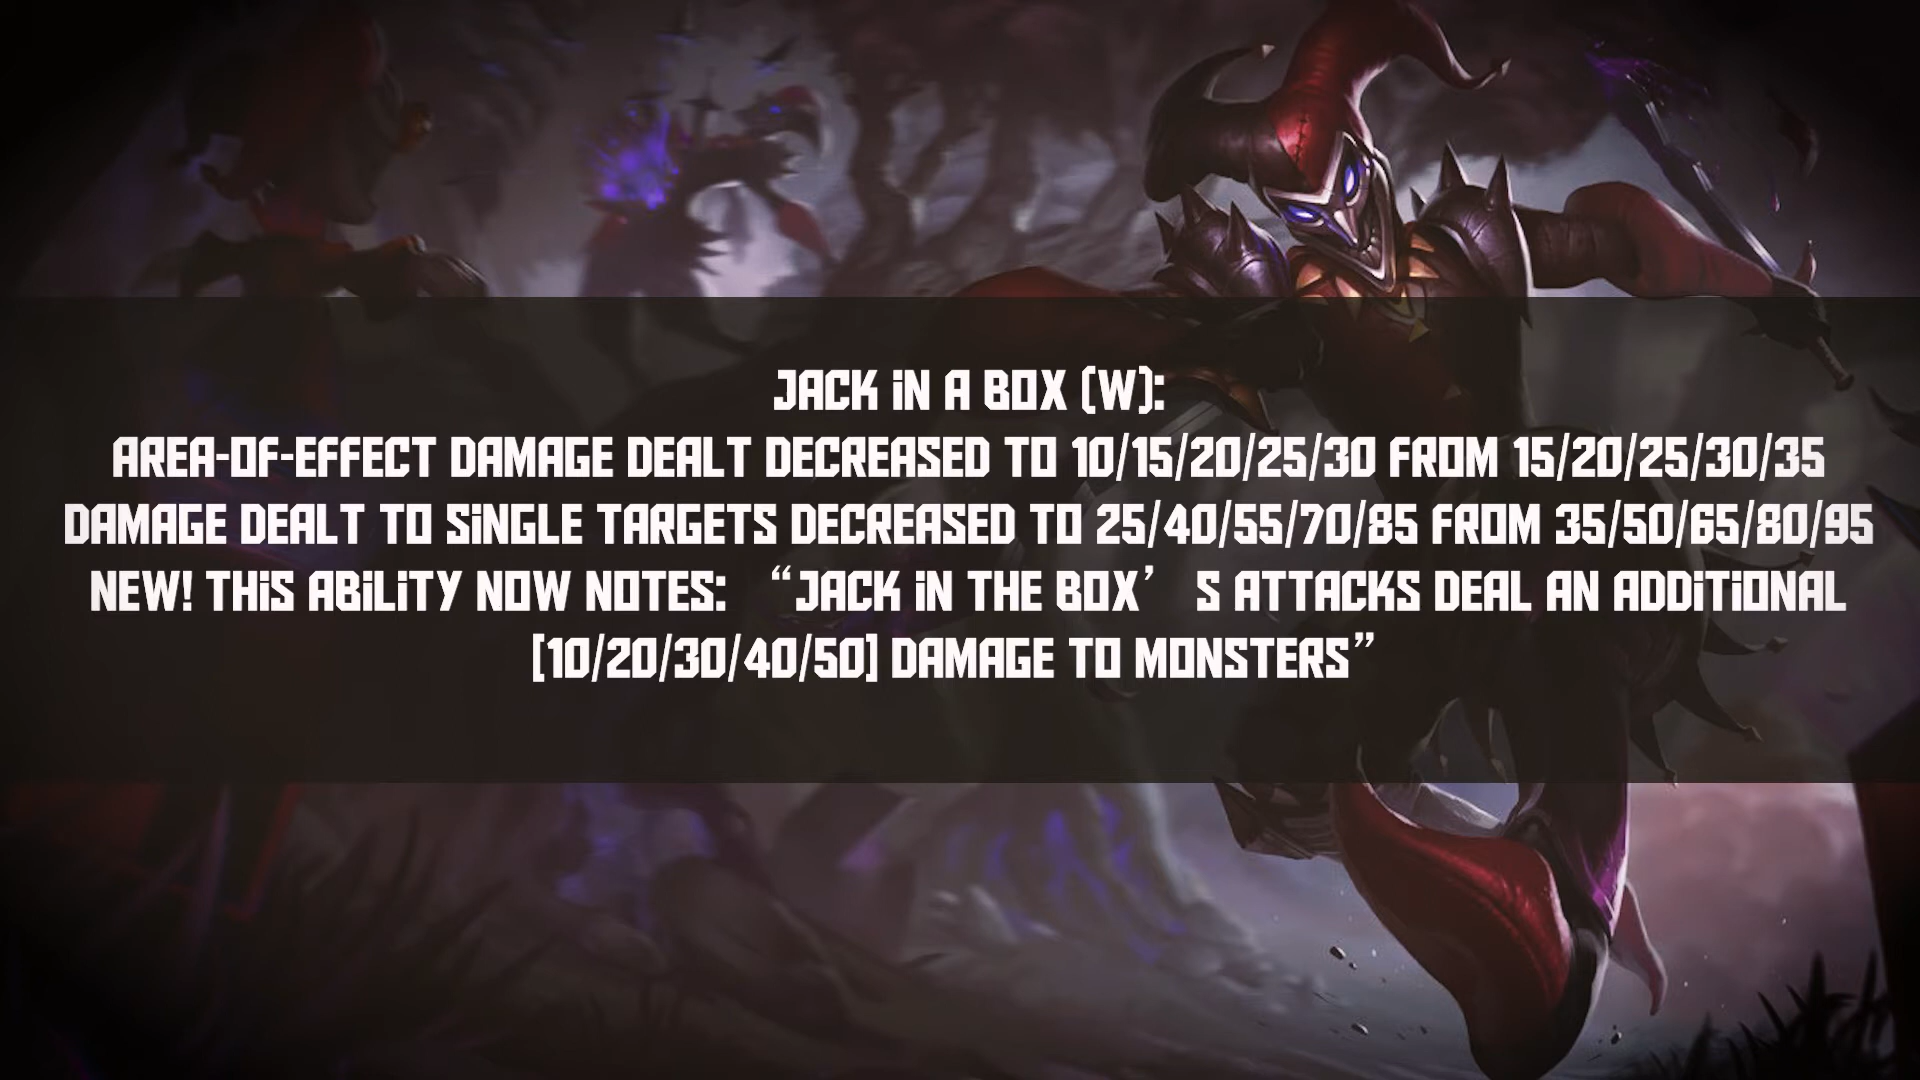 JACK IN A BOX (W):
AREA-OF-EFFECT DAMAGE DEALT DECREASED TO 10/15/20/25/30 FROM 15/20/25/30/35
DAMAGE DEALT TO SINGLE TARGETS DECREASED TO 25/40/55/70/85 FROM 35/50/65/80/95
NEW! THIS ABILITY NOW NOTES: “JACK IN THE BOX’S ATTACKS DEAL AN ADDITIONAL
[10/20/30/40/50] DAMAGE TO MONSTERS”